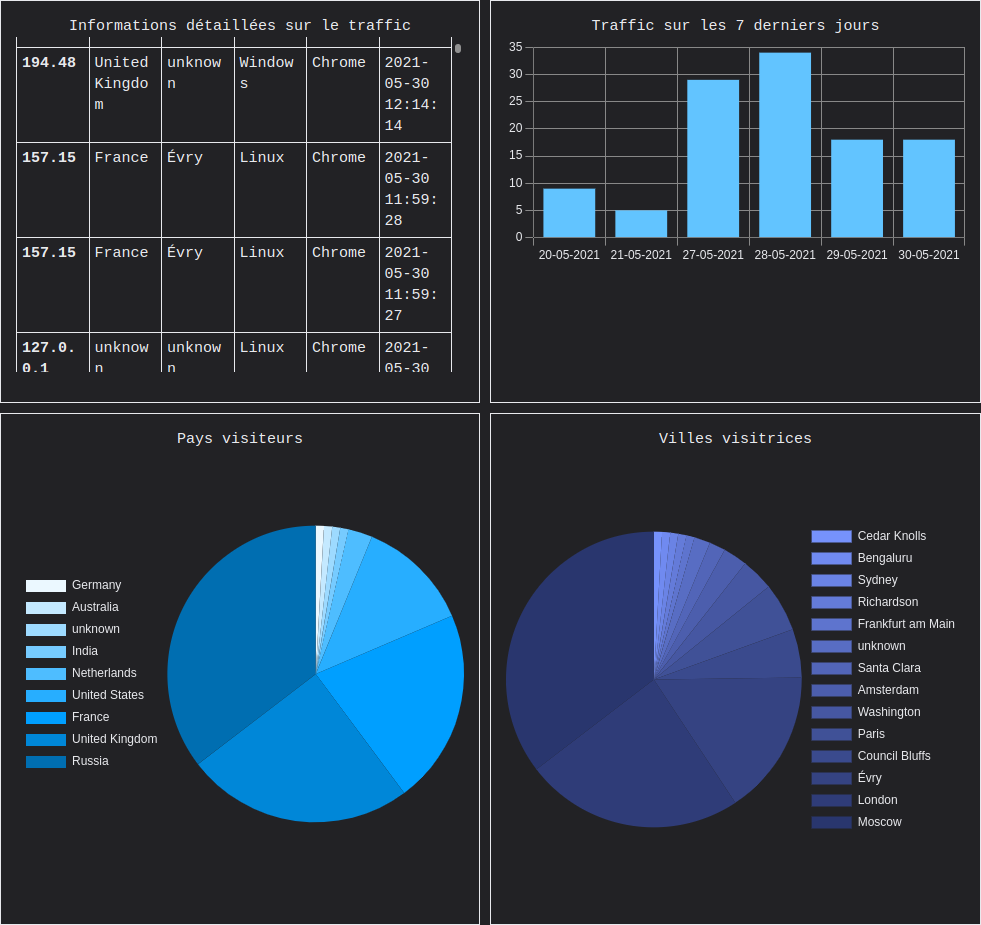 Informations détaillées sur le traffic
194.48 United unknow Window Chrome 2021-
Kingdo n s 05-30
m 12:14:
14
157.15 France Évry Linux Chrome 2021-
05-30
11:59:
28
157.15 France Évry Linux Chrome 2021-
05-30
11:59:
27
127.0. unknow unknow Linux Chrome 2021-
0.1 n n 05-30
Traffic sur les 7 derniers jours
35
30
25
20
15
10
5
0
20-05-2021 21-05-2021 27-05-2021 28-05-2021 29-05-2021 30-05-2021
Pays visiteurs
Germany
Australia
unknown
India
Netherlands
United States
France
United Kingdom
Russia
Villes visitrices
Cedar Knolls
Bengaluru
Sydney
Richardson
Frankfurt am Main
unknown
Santa Clara
Amsterdam
Washington
Paris
Council Bluffs
Évry
London
Moscow